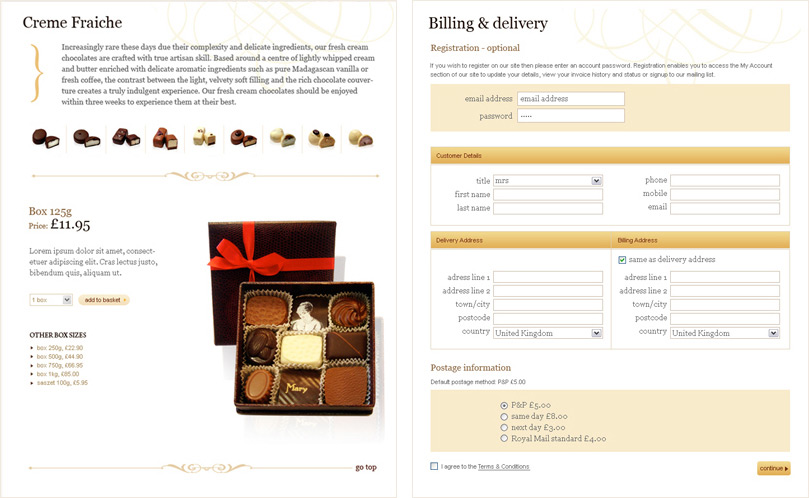 Creme Fraiche
Increasingly rare these days due their complexity and delicate ingredients, our fresh cream
chocolates are crafted with true artisan skill. Based around a centre of lightly whipped cream
and butter enriched with delicate aromatic ingredients such as pure Madagascan vanilla or
fresh coffee, the contrast between the light, velvety soft filling and the rich chocolate couver-
ture creates a truly indulgent experience. Our fresh cream chocolates should be enjoyed
within three weeks to experience them at their best.
Box 125g
Price: £11.95
Lorem ipsum dolor sit amet, consect-
etuer adipiscing elit. Cras lectus justo,
bibendum quis, aliquam ut.
1 box
add to basket
OTHER BOX SIZES
box 250g, £22.90
box 500g, £44.90
box 750g, £66.95
box 1kg, £85.00
saszet 100g, £5.95
Mary
go top
Billing & delivery
Registration - optional
If you wish to register on our site then please enter an account password. Registration enables you to access the My Account
section of our site to update your details, view your invoice history and status or signup to our mailing list.
email address
email address
password
•••••
Customer Details
title
mrs
first name
last name
phone
mobile
email
Delivery Address
adress line 1
address line 2
town/city
postcode
country
United Kingdom
Billing Address
same as delivery address
adress line 1
address line 2
town/city
postcode
country
United Kingdom
Postage information
Default postage method: P&P £5.00
P&P £5.00
same day £8.00
next day £3.00
Royal Mail standard £4.00
I agree to the Terms & Conditions
continue